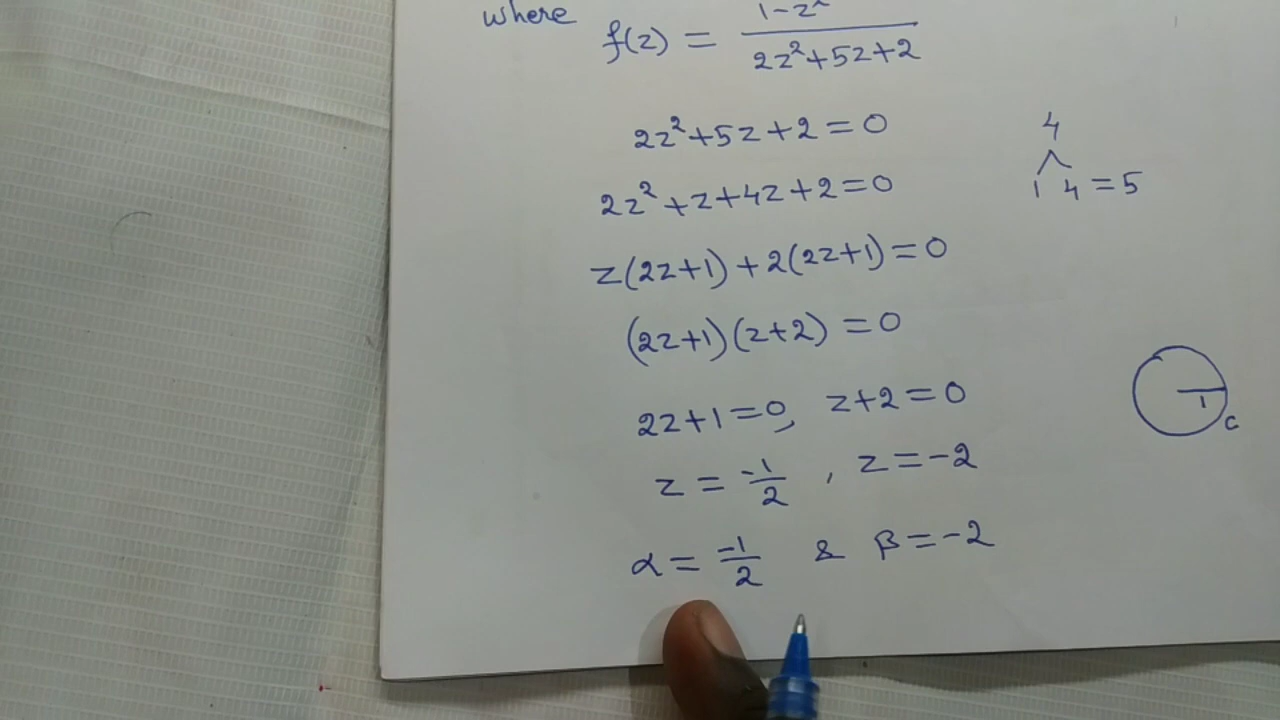 where f(z) = 1-z² / 2z²+5z+2
2z²+5z+2=0
4
2z²+z+4z+2=0
1 4 = 5
z(2z+1)+2(2z+1)=0
(2z+1)(z+2)=0
2z+1=0, z+2=0
1
c
z = -1/2 , z=-2
α = -1/2 & β=-2